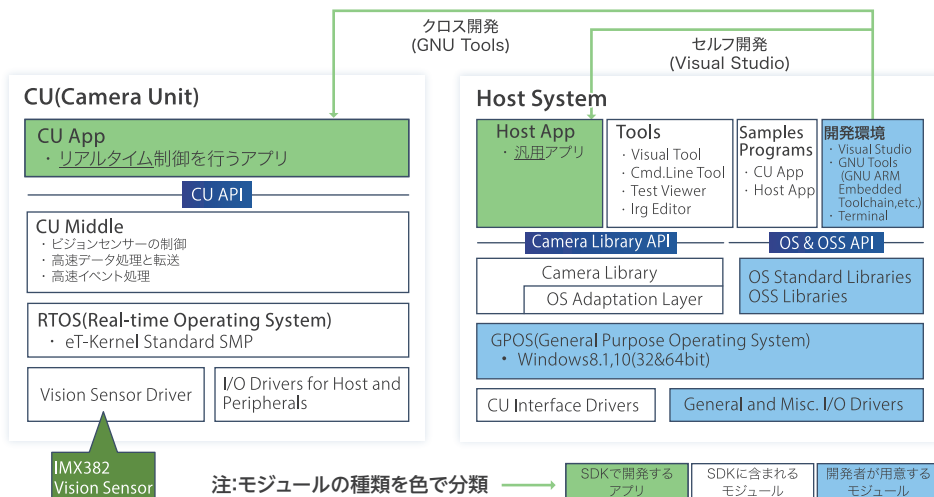 クロス開発
(GNU Tools)
セルフ開発
(Visual Studio)
CU(Camera Unit)
CU App
・リアルタイム制御を行うアプリ
CU API
CU Middle
・ビジョンセンサーの制御
・高速データ処理と転送
・高速イベント処理
RTOS(Real-time Operating System)
・eT-Kernel Standard SMP
Vision Sensor Driver
I/O Drivers for Host and
Peripherals
IMX382
Vision Sensor
Host System
Host App
・汎用アプリ
Tools
・Visual Tool
・Cmd.Line Tool
・Test Viewer
・Irg Editor
Samples
Programs
・CU App
・Host App
開発環境
・Visual Studio
・GNU Tools
(GNU ARM
Embedded
Toolchain,etc.)
・Terminal
Camera Library API
OS & OSS API
Camera Library
OS Adaptation Layer
OS Standard Libraries
OSS Libraries
GPOS(General Purpose Operating System)
• Windows8.1,10(32&64bit)
CU Interface Drivers
General and Misc. I/O Drivers
注:モジュールの種類を色で分類
SDKで開発する
アプリ
SDKに含まれる
モジュール
開発者が用意する
モジュール